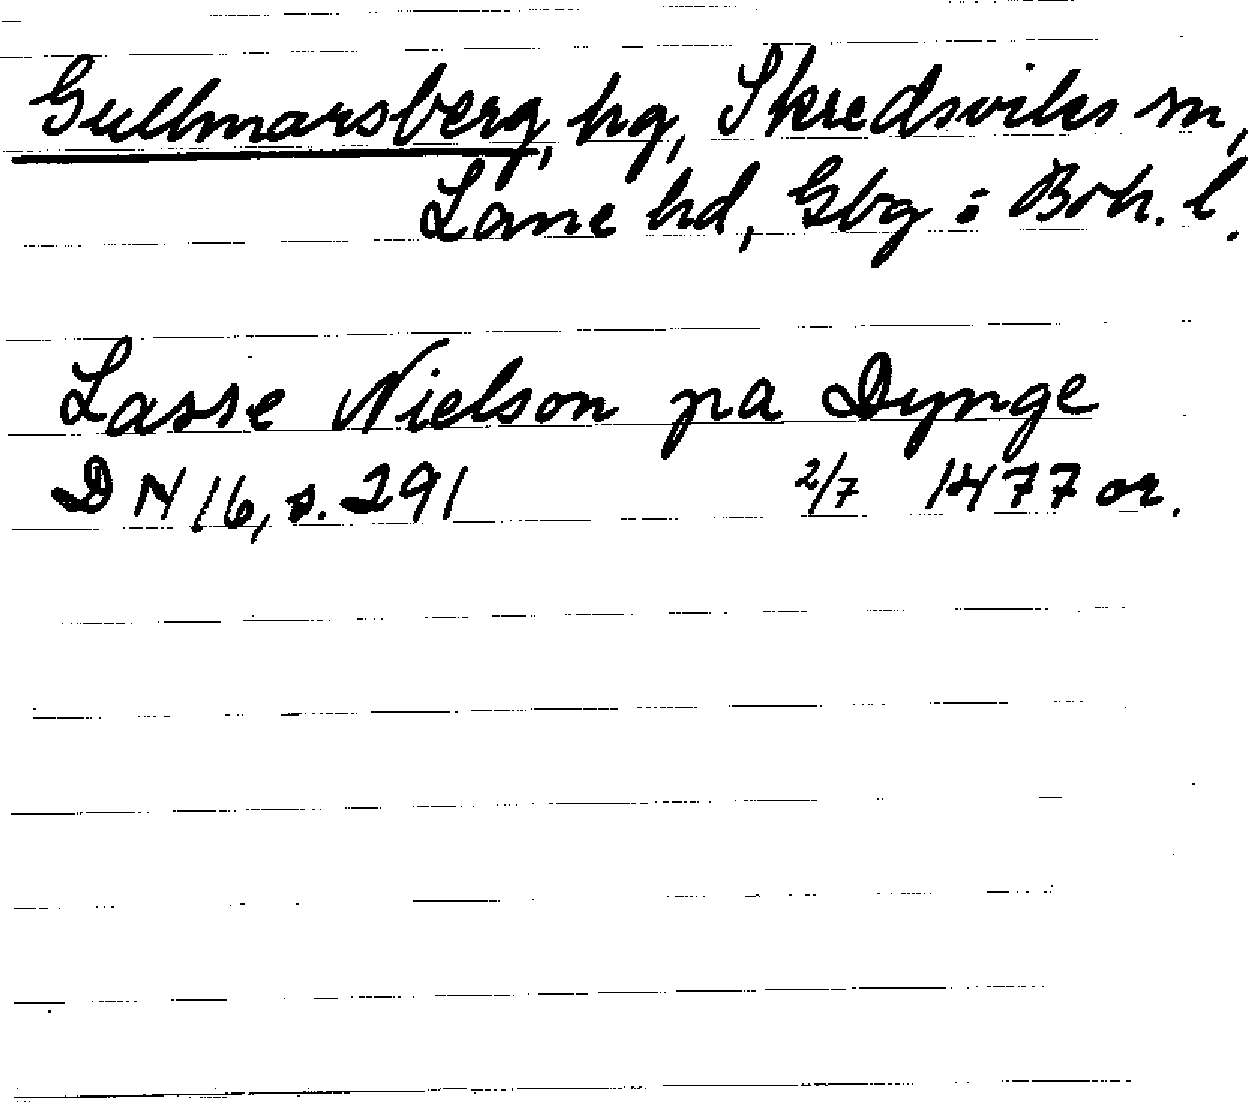 Gullmarsberg, hg, Skredsviks sn,
Lane hd, Gbg o Boh. l.
Lasse Nielson pa Dynge
DN 16, s. 291 2/7 1477 or.